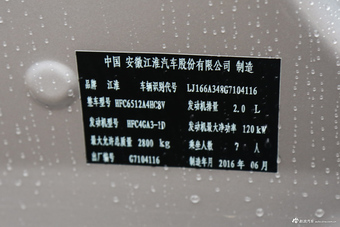 中国 安徽江淮汽车股份有限公司 制造
品牌 江淮 车辆识别代号 LJ166A348G7104116
整车型号 HFC6512A4HC8V 发动机排量 2.0 L
发动机型号 HFC4GA3-1D 发动机最大净功率 120 kW
最大允许总质量 2800 kg 乘坐人数 7 人
出厂编号 G7104116 制造年月 2016 年 06 月